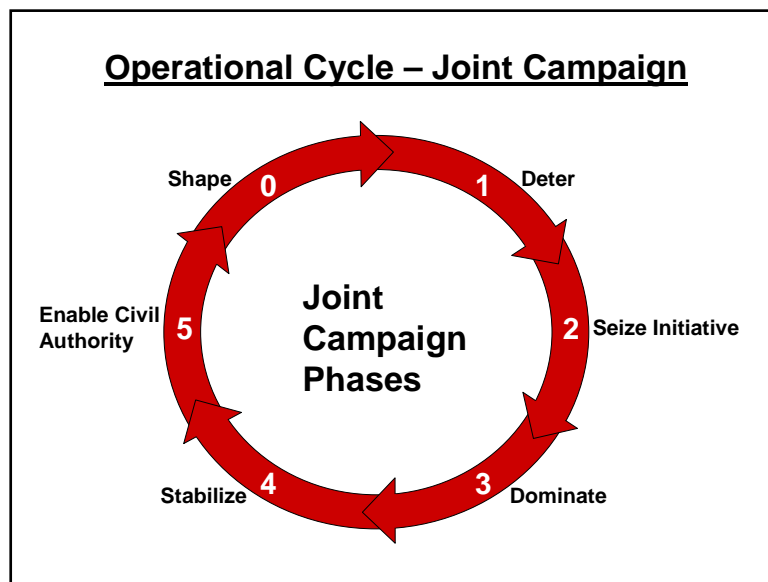 Operational Cycle – Joint Campaign
Shape
0
1
Deter
Joint
Campaign
Phases
Enable Civil
Authority
5
2
Seize Initiative
Stabilize
4
3
Dominate